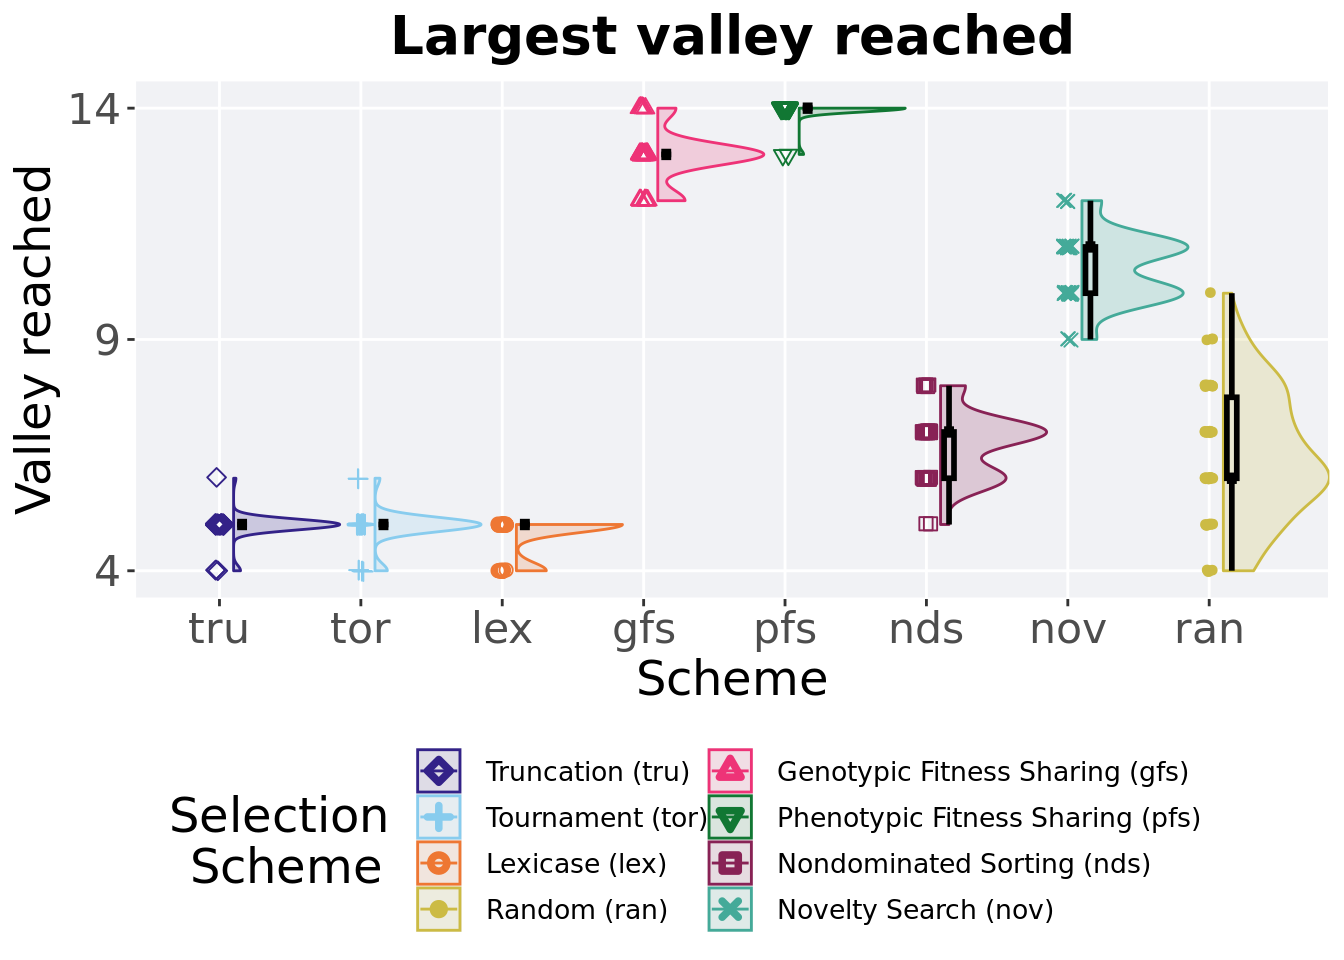 Largest valley reached
Valley reached
14
9
4
tru tor lex gfs pfs nds nov ran
Scheme
Selection
Scheme
Truncation (tru)
Tournament (tor)
Lexicase (lex)
Random (ran)
Genotypic Fitness Sharing (gfs)
Phenotypic Fitness Sharing (pfs)
Nondominated Sorting (nds)
Novelty Search (nov)